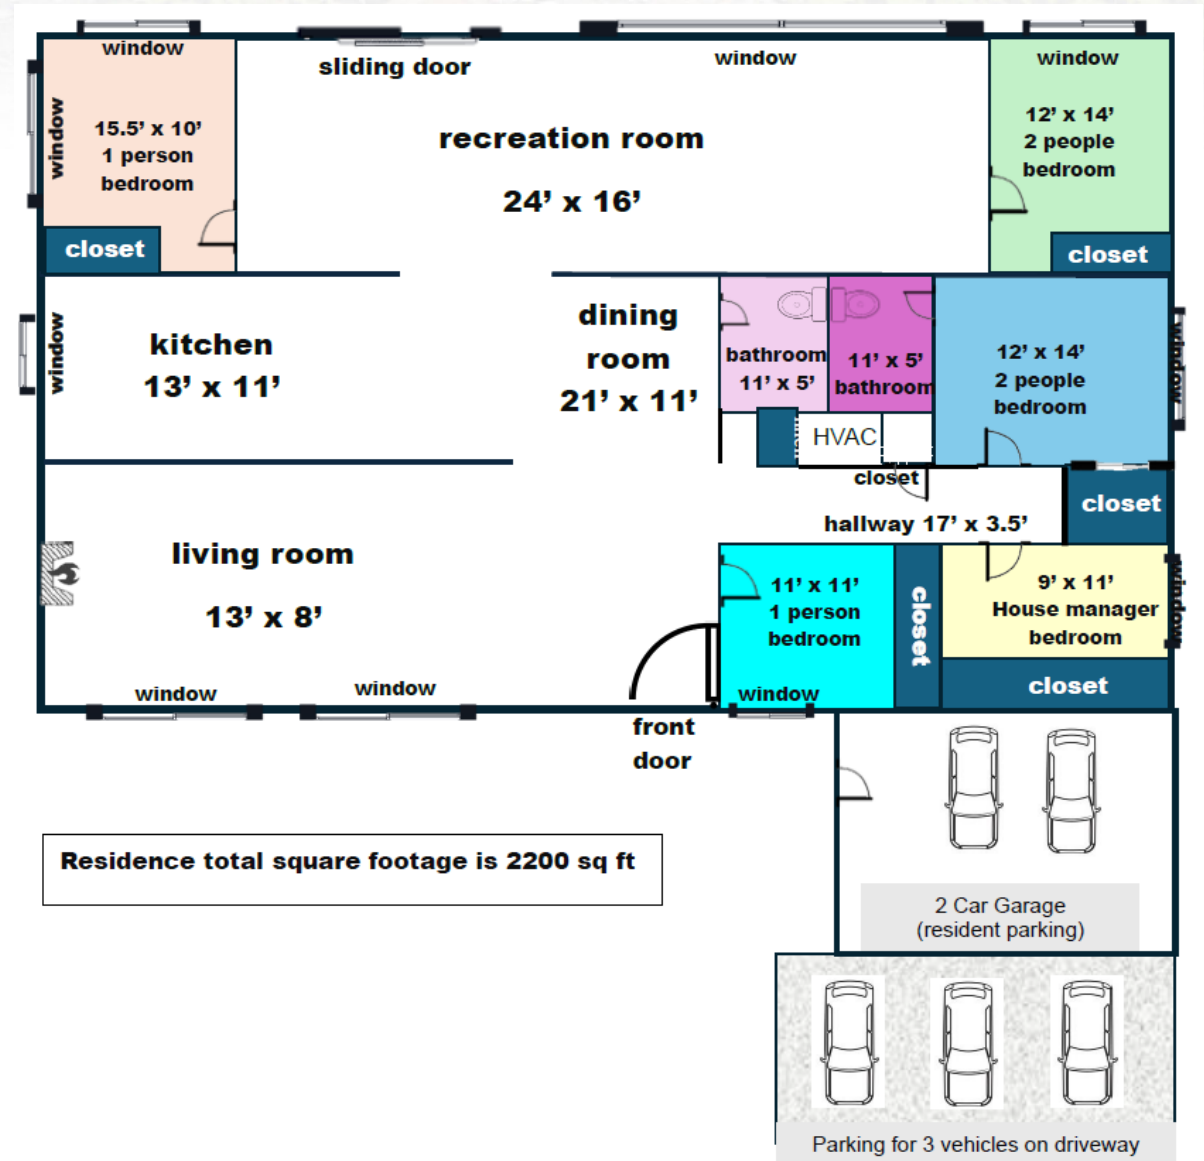 window
sliding door
window
window
window
15.5’ x 10’
1 person
bedroom
closet
recreation room
24’ x 16’
12’ x 14’
2 people
bedroom
closet
window
kitchen
13’ x 11’
dining
room
21’ x 11’
bathroom
11’ x 5’
11’ x 5’
bathroom
HVAC
closet
12’ x 14’
2 people
bedroom
window
closet
hallway 17’ x 3.5’
living room
13’ x 8’
11’ x 11’
1 person
bedroom
closet
9’ x 11’
House manager
bedroom
window
closet
window
window
window
front
door
Residence total square footage is 2200 sq ft
2 Car Garage
(resident parking)
Parking for 3 vehicles on driveway